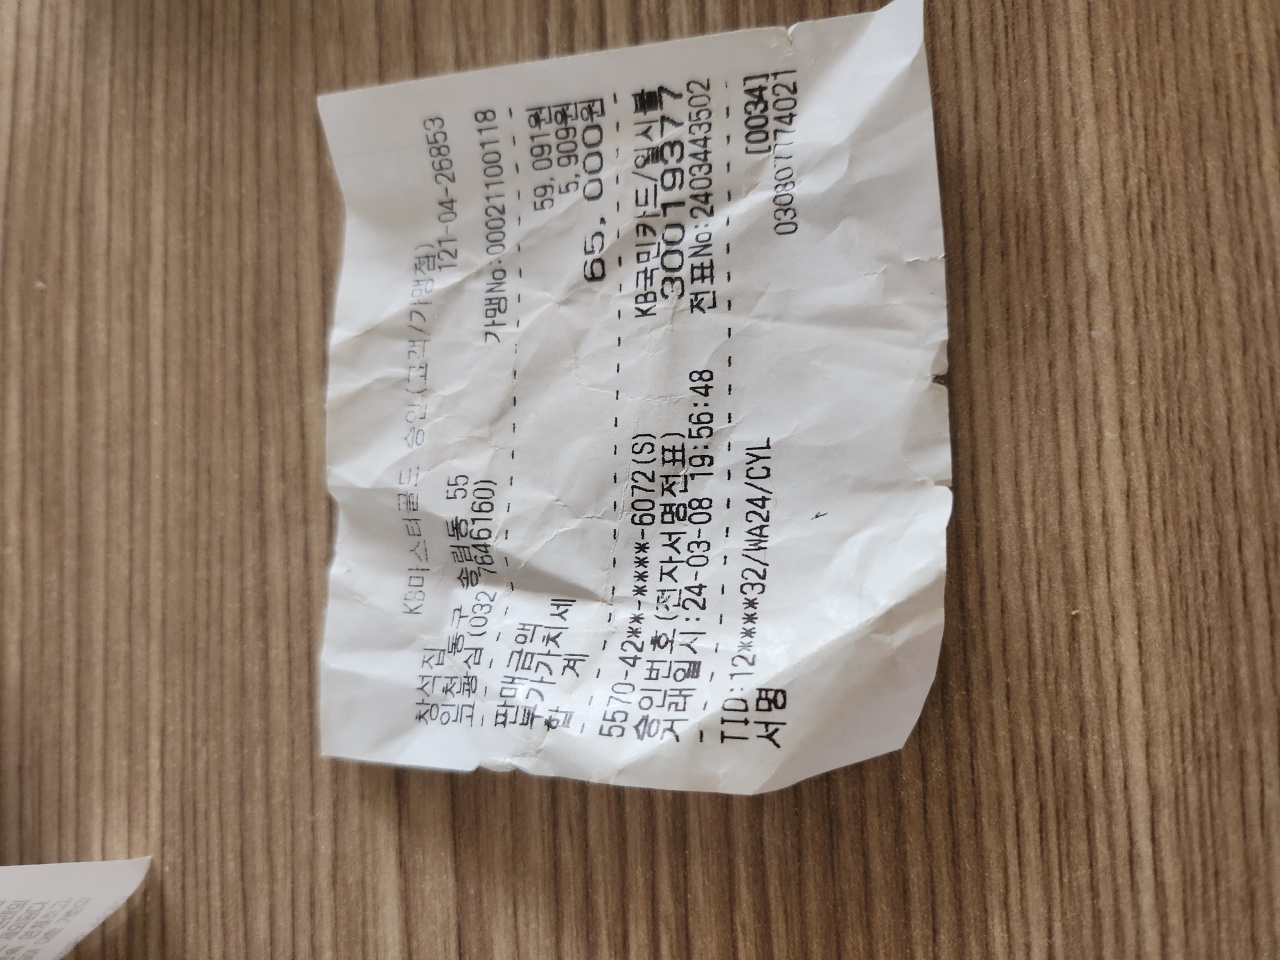 KB마스터골드 승인(고객/가맹점)
창석집 121-04-26853
인천 동구 송림동 55
고광심(032 7646160)
가맹No:00021100118
판매금액 59,091원
부가가치세 5,909원
합 계 65,000원
5570-42**-****-6072(S) KB국민카드/일시불
승인번호(전자서명전표) 30019377
거래일시:24-03-08 19:56:48 전표No:2403443502
TID:12****32/WA24/CYL [0034]
서명 030807774021